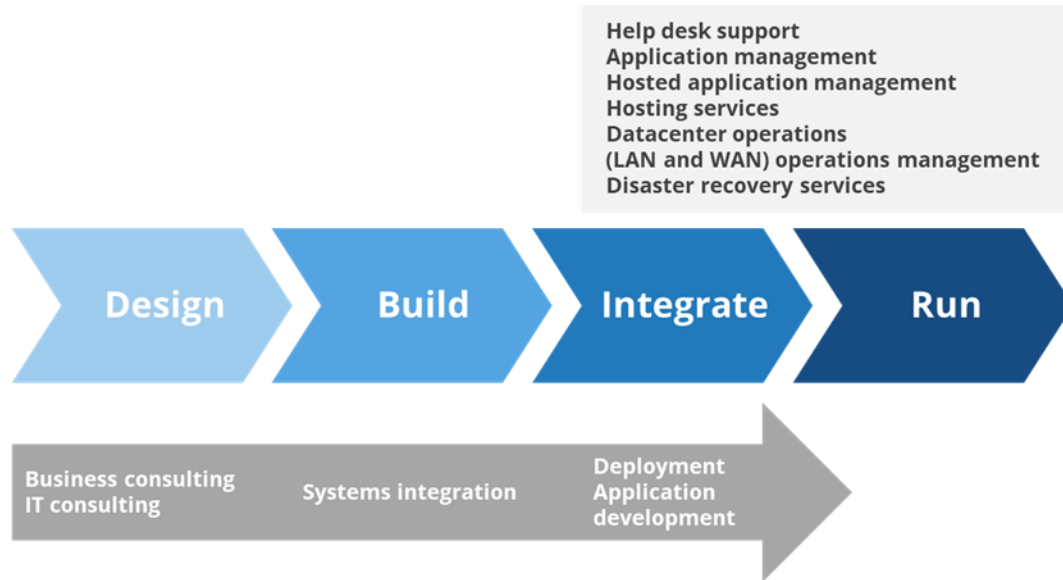 Help desk support
Application management
Hosted application management
Hosting services
Datacenter operations
(LAN and WAN) operations management
Disaster recovery services
Design
Build
Integrate
Run
Business consulting
IT consulting
Systems integration
Deployment
Application
development